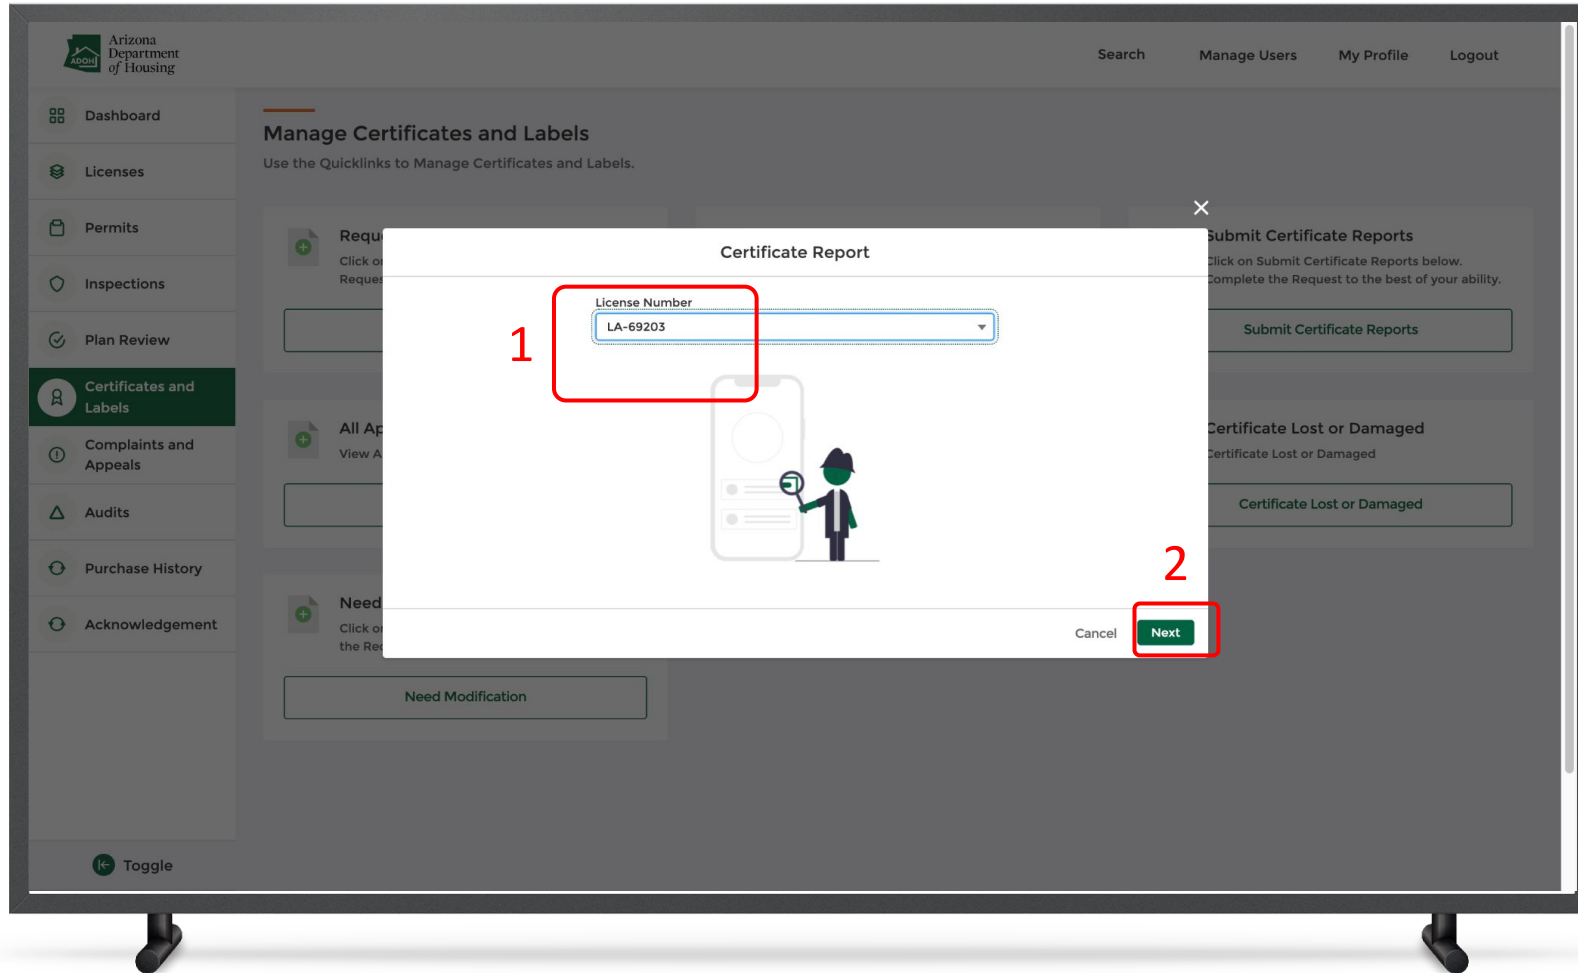 Arizona
Department
of Housing
ADOH
Search
Manage Users
My Profile
Logout
Dashboard
Licenses
Permits
Inspections
Plan Review
Certificates and
Labels
Complaints and
Appeals
Audits
Purchase History
Acknowledgement
Toggle
Manage Certificates and Labels
Use the Quicklinks to Manage Certificates and Labels.
Reque
Click o
Reques
Submit Certificate Reports
Click on Submit Certificate Reports below.
Complete the Request to the best of your ability.
Submit Certificate Reports
Certificate Report
License Number
LA-69203
1
2
Cancel
Next
All Ap
View A
Certificate Lost or Damaged
Certificate Lost or Damaged
Certificate Lost or Damaged
Need
Click o
the Re
Need Modification